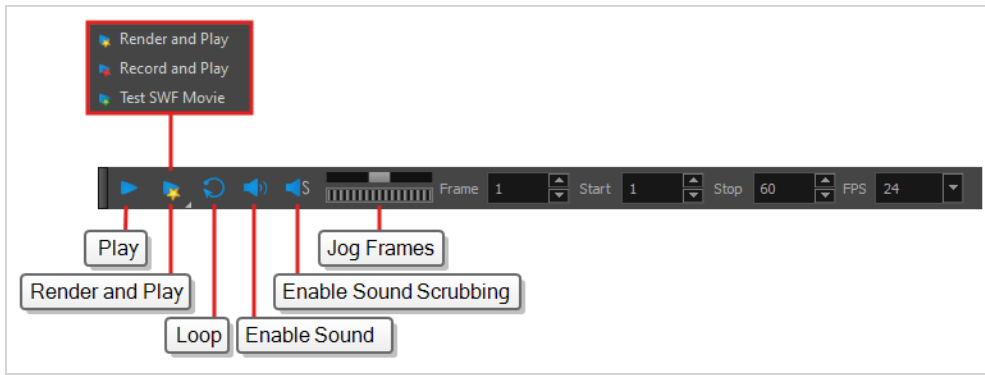 Render and Play
Record and Play
Test SWF Movie
S Frame 1 Start 1 Stop 60 FPS 24
Play
Jog Frames
Render and Play
Enable Sound Scrubbing
Loop
Enable Sound